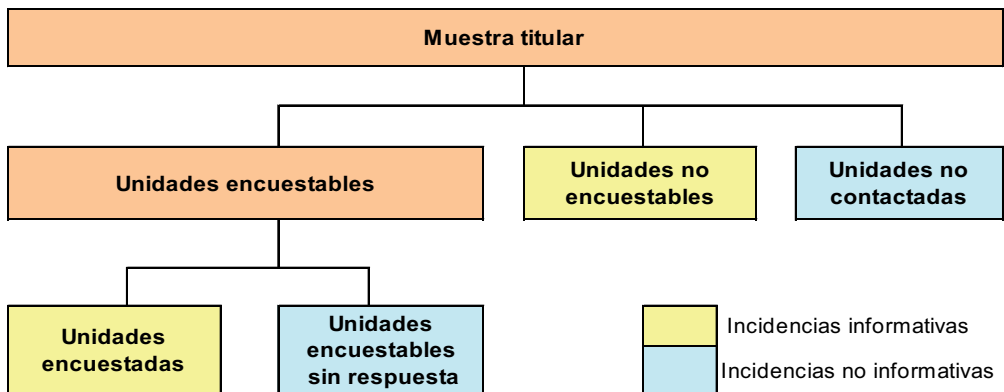 Muestra titular
Unidades encuestables
Unidades no
encuestables
Unidades no
contactadas
Unidades
encuestadas
Unidades
encuestables
sin respuesta
Incidencias informativas
Incidencias no informativas